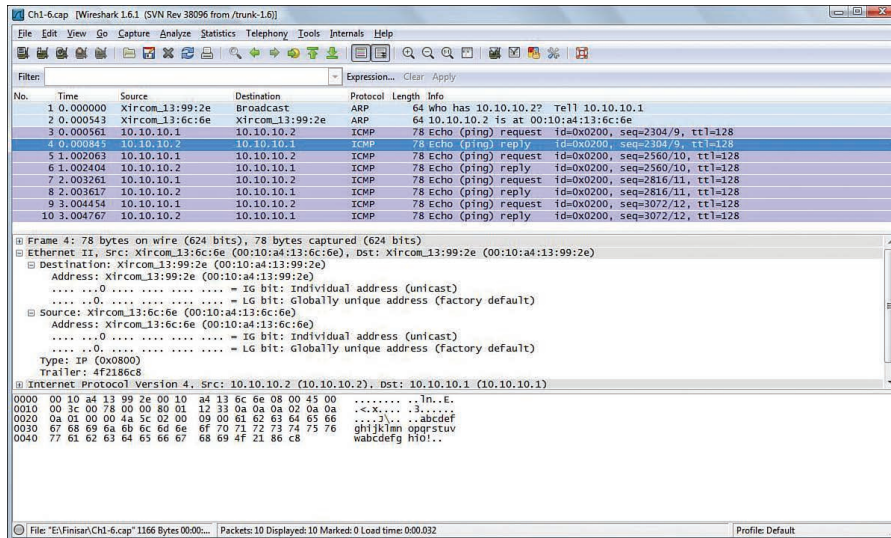 Ch1-6.cap [Wireshark 1.6.1 (SVN Rev 38096 from /trunk-1.6)]
File Edit View Go Capture Analyze Statistics Telephony Tools Internals Help
Filter: Expression... Clear Apply
No. Time Source Destination Protocol Length Info
1 0.000000 Xircom_13:99:2e Broadcast ARP 64 Who has 10.10.10.2? Tell 10.10.10.1
2 0.000543 Xircom_13:6c:6e Xircom_13:99:2e ARP 64 10.10.10.2 is at 00:10:a4:13:6c:6e
3 0.000561 10.10.10.1 10.10.10.2 ICMP 78 Echo (ping) request id=0x0200, seq=2304/9, ttl=128
4 0.000845 10.10.10.2 10.10.10.1 ICMP 78 Echo (ping) reply id=0x0200, seq=2304/9, ttl=128
5 1.002063 10.10.10.1 10.10.10.2 ICMP 78 Echo (ping) request id=0x0200, seq=2560/10, ttl=128
6 1.002404 10.10.10.2 10.10.10.1 ICMP 78 Echo (ping) reply id=0x0200, seq=2560/10, ttl=128
7 2.003261 10.10.10.1 10.10.10.2 ICMP 78 Echo (ping) request id=0x0200, seq=2816/11, ttl=128
8 2.003617 10.10.10.2 10.10.10.1 ICMP 78 Echo (ping) reply id=0x0200, seq=2816/11, ttl=128
9 3.004454 10.10.10.1 10.10.10.2 ICMP 78 Echo (ping) request id=0x0200, seq=3072/12, ttl=128
10 3.004767 10.10.10.2 10.10.10.1 ICMP 78 Echo (ping) reply id=0x0200, seq=3072/12, ttl=128
Frame 4: 78 bytes on wire (624 bits), 78 bytes captured (624 bits)
Ethernet II, Src: Xircom_13:6c:6e (00:10:a4:13:6c:6e), Dst: Xircom_13:99:2e (00:10:a4:13:99:2e)
Destination: Xircom_13:99:2e (00:10:a4:13:99:2e)
Address: Xircom_13:99:2e (00:10:a4:13:99:2e)
.... ...0 .... .... .... .... = IG bit: Individual address (unicast)
.... ..0. .... .... .... .... = LG bit: Globally unique address (factory default)
Source: Xircom_13:6c:6e (00:10:a4:13:6c:6e)
Address: Xircom_13:6c:6e (00:10:a4:13:6c:6e)
.... ...0 .... .... .... .... = IG bit: Individual address (unicast)
.... ..0. .... .... .... .... = LG bit: Globally unique address (factory default)
Type: IP (0x0800)
Trailer: 4f2186c8
Internet Protocol Version 4, Src: 10.10.10.2 (10.10.10.2), Dst: 10.10.10.1 (10.10.10.1)
0000 00 10 a4 13 99 2e 00 10 a4 13 6c 6e 08 00 45 00 ........ ..ln..E.
0010 00 3c 00 78 00 00 80 01 12 33 0a 0a 0a 02 0a 0a .<.x.... .3......
0020 0a 01 00 00 4a 5c 02 00 09 00 61 62 63 64 65 66 ....J\.. ..abcdef
0030 67 68 69 6a 6b 6c 6d 6e 6f 70 71 72 73 74 75 76 ghijklmn opqrstuv
0040 77 61 62 63 64 65 66 67 68 69 4f 21 86 c8 wabcdefg hiO!..
File: "E:\Finisar\Ch1-6.cap" 1166 Bytes 00:00:... Packets: 10 Displayed: 10 Marked: 0 Load time: 0:00.032 Profile: Default